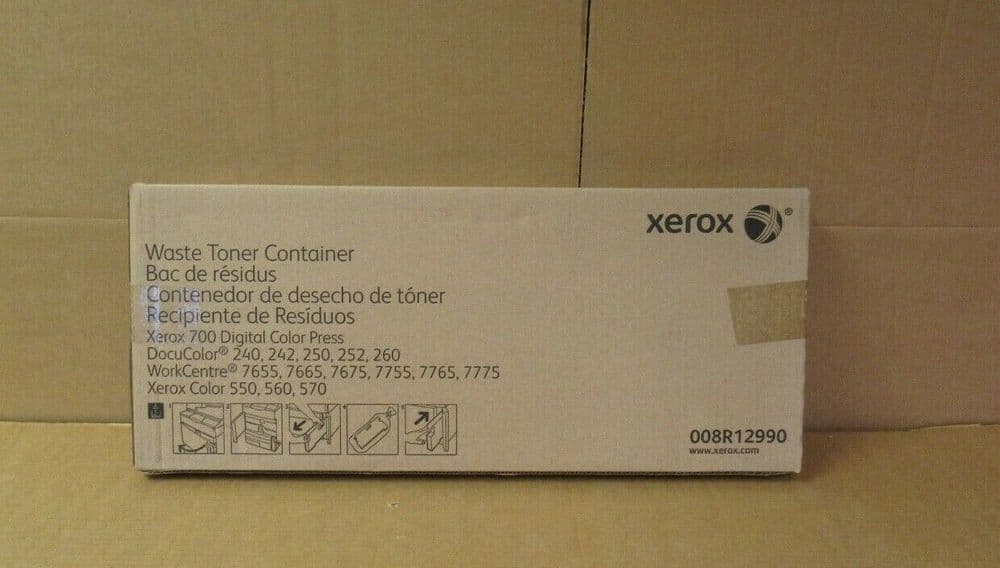 xerox ®
Waste Toner Container
Bac de résidus
Contenedor de desecho de tóner
Recipiente de Resíduos
Xerox 700 Digital Color Press
DocuColor® 240, 242, 250, 252, 260
WorkCentre® 7655, 7665, 7675, 7755, 7765, 7775
Xerox Color 550, 560, 570
008R12990
www.xerox.com